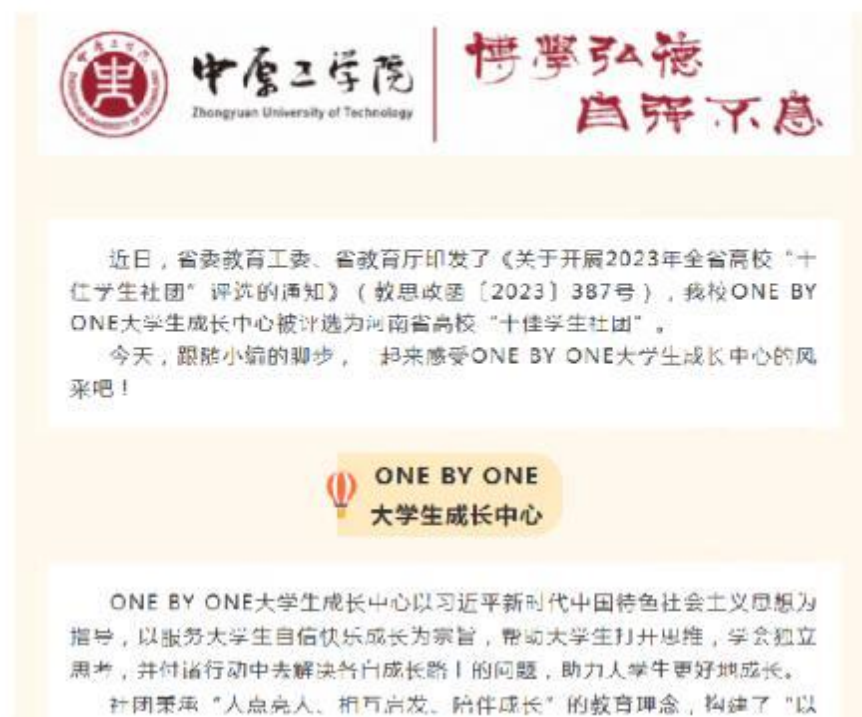 中原工学院
Zhongyuan University of Technology
博学弘德
自强不息
近日，省委教育工委、省教育厅印发了《关于开展2023年全省高校“十
佳学生社团”评选的通知》（教思政函〔2023〕387号），我校ONE BY
ONE大学生成长中心被评选为河南省高校“十佳学生社团”。
今天，跟随小编的脚步，一起来感受ONE BY ONE大学生成长中心的风
采吧！
ONE BY ONE
大学生成长中心
ONE BY ONE大学生成长中心以习近平新时代中国特色社会主义思想为
指导，以服务大学生自信快乐成长为宗旨，帮助大学生打开思维，学会独立
思考，并付诸行动中去解决各自成长路上的问题，助力大学生更好地成长。
社团秉承“人点亮人、相互启发、陪伴成长”的教育理念，构建了“以